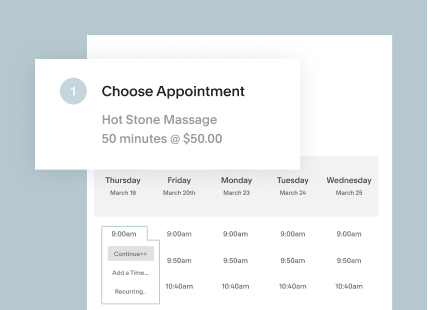 1
Choose Appointment
Hot Stone Massage
50 minutes @ $50.00
Thursday Friday Monday Tuesday Wednesday
March 19 March 20th March 23 March 24 March 25
9:00am 9:00am 9:00am 9:00am 9:00am
Continue>>
9:50am 9:50am 9:50am 9:50am
Add a Time...
10:40am 10:40am 10:40am 10:40am
Recurring..